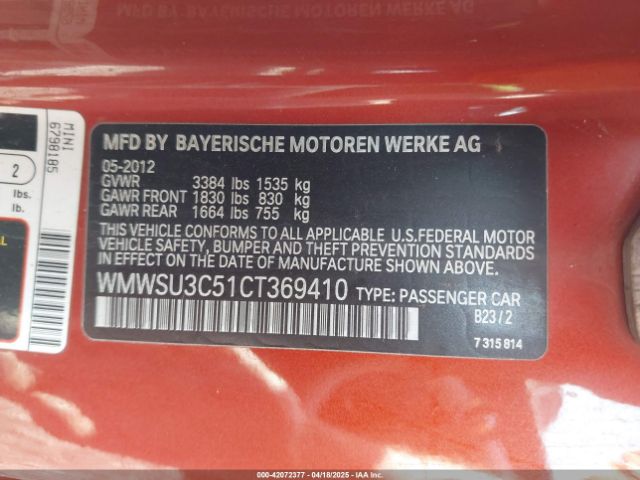 MFD BY BAYERISCHE MOTOREN WERKE AG
05-2012
GVWR 3384 lbs 1535 kg
GAWR FRONT 1830 lbs 830 kg
GAWR REAR 1664 lbs 755 kg
THIS VEHICLE CONFORMS TO ALL APPLICABLE U.S.FEDERAL MOTOR
VEHICLE SAFETY, BUMPER AND THEFT PREVENTION STANDARDS
IN EFFECT ON THE DATE OF MANUFACTURE SHOWN ABOVE.
WMWSU3C51CT369410 TYPE: PASSENGER CAR
B23/2
7 315 814
MINI
6798185
2
lbs.
lb.
00-42072377 - 04/18/2025 - COPYRIGHT IAA